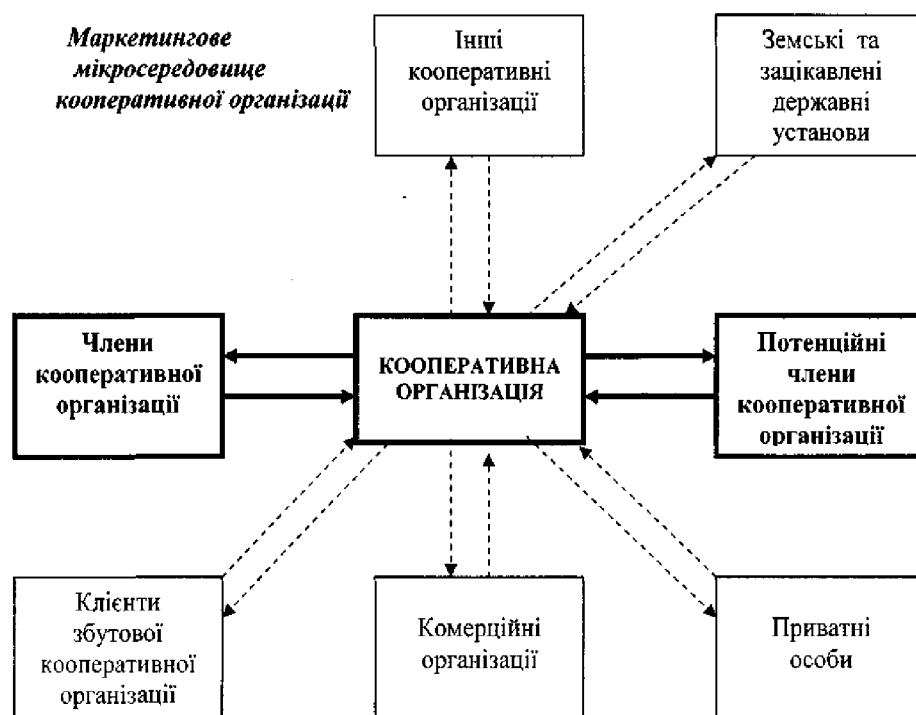 Маркетингове
мікросередовище
кооперативної організації
Інші
кооперативні
організації
Земські та
зацікавлені
державні
установи
Члени
кооперативної
організації
КООПЕРАТИВНА
ОРГАНІЗАЦІЯ
Потенційні
члени
кооперативної
організації
Клієнти
збутової
кооперативної
організації
Комерційні
організації
Приватні
особи